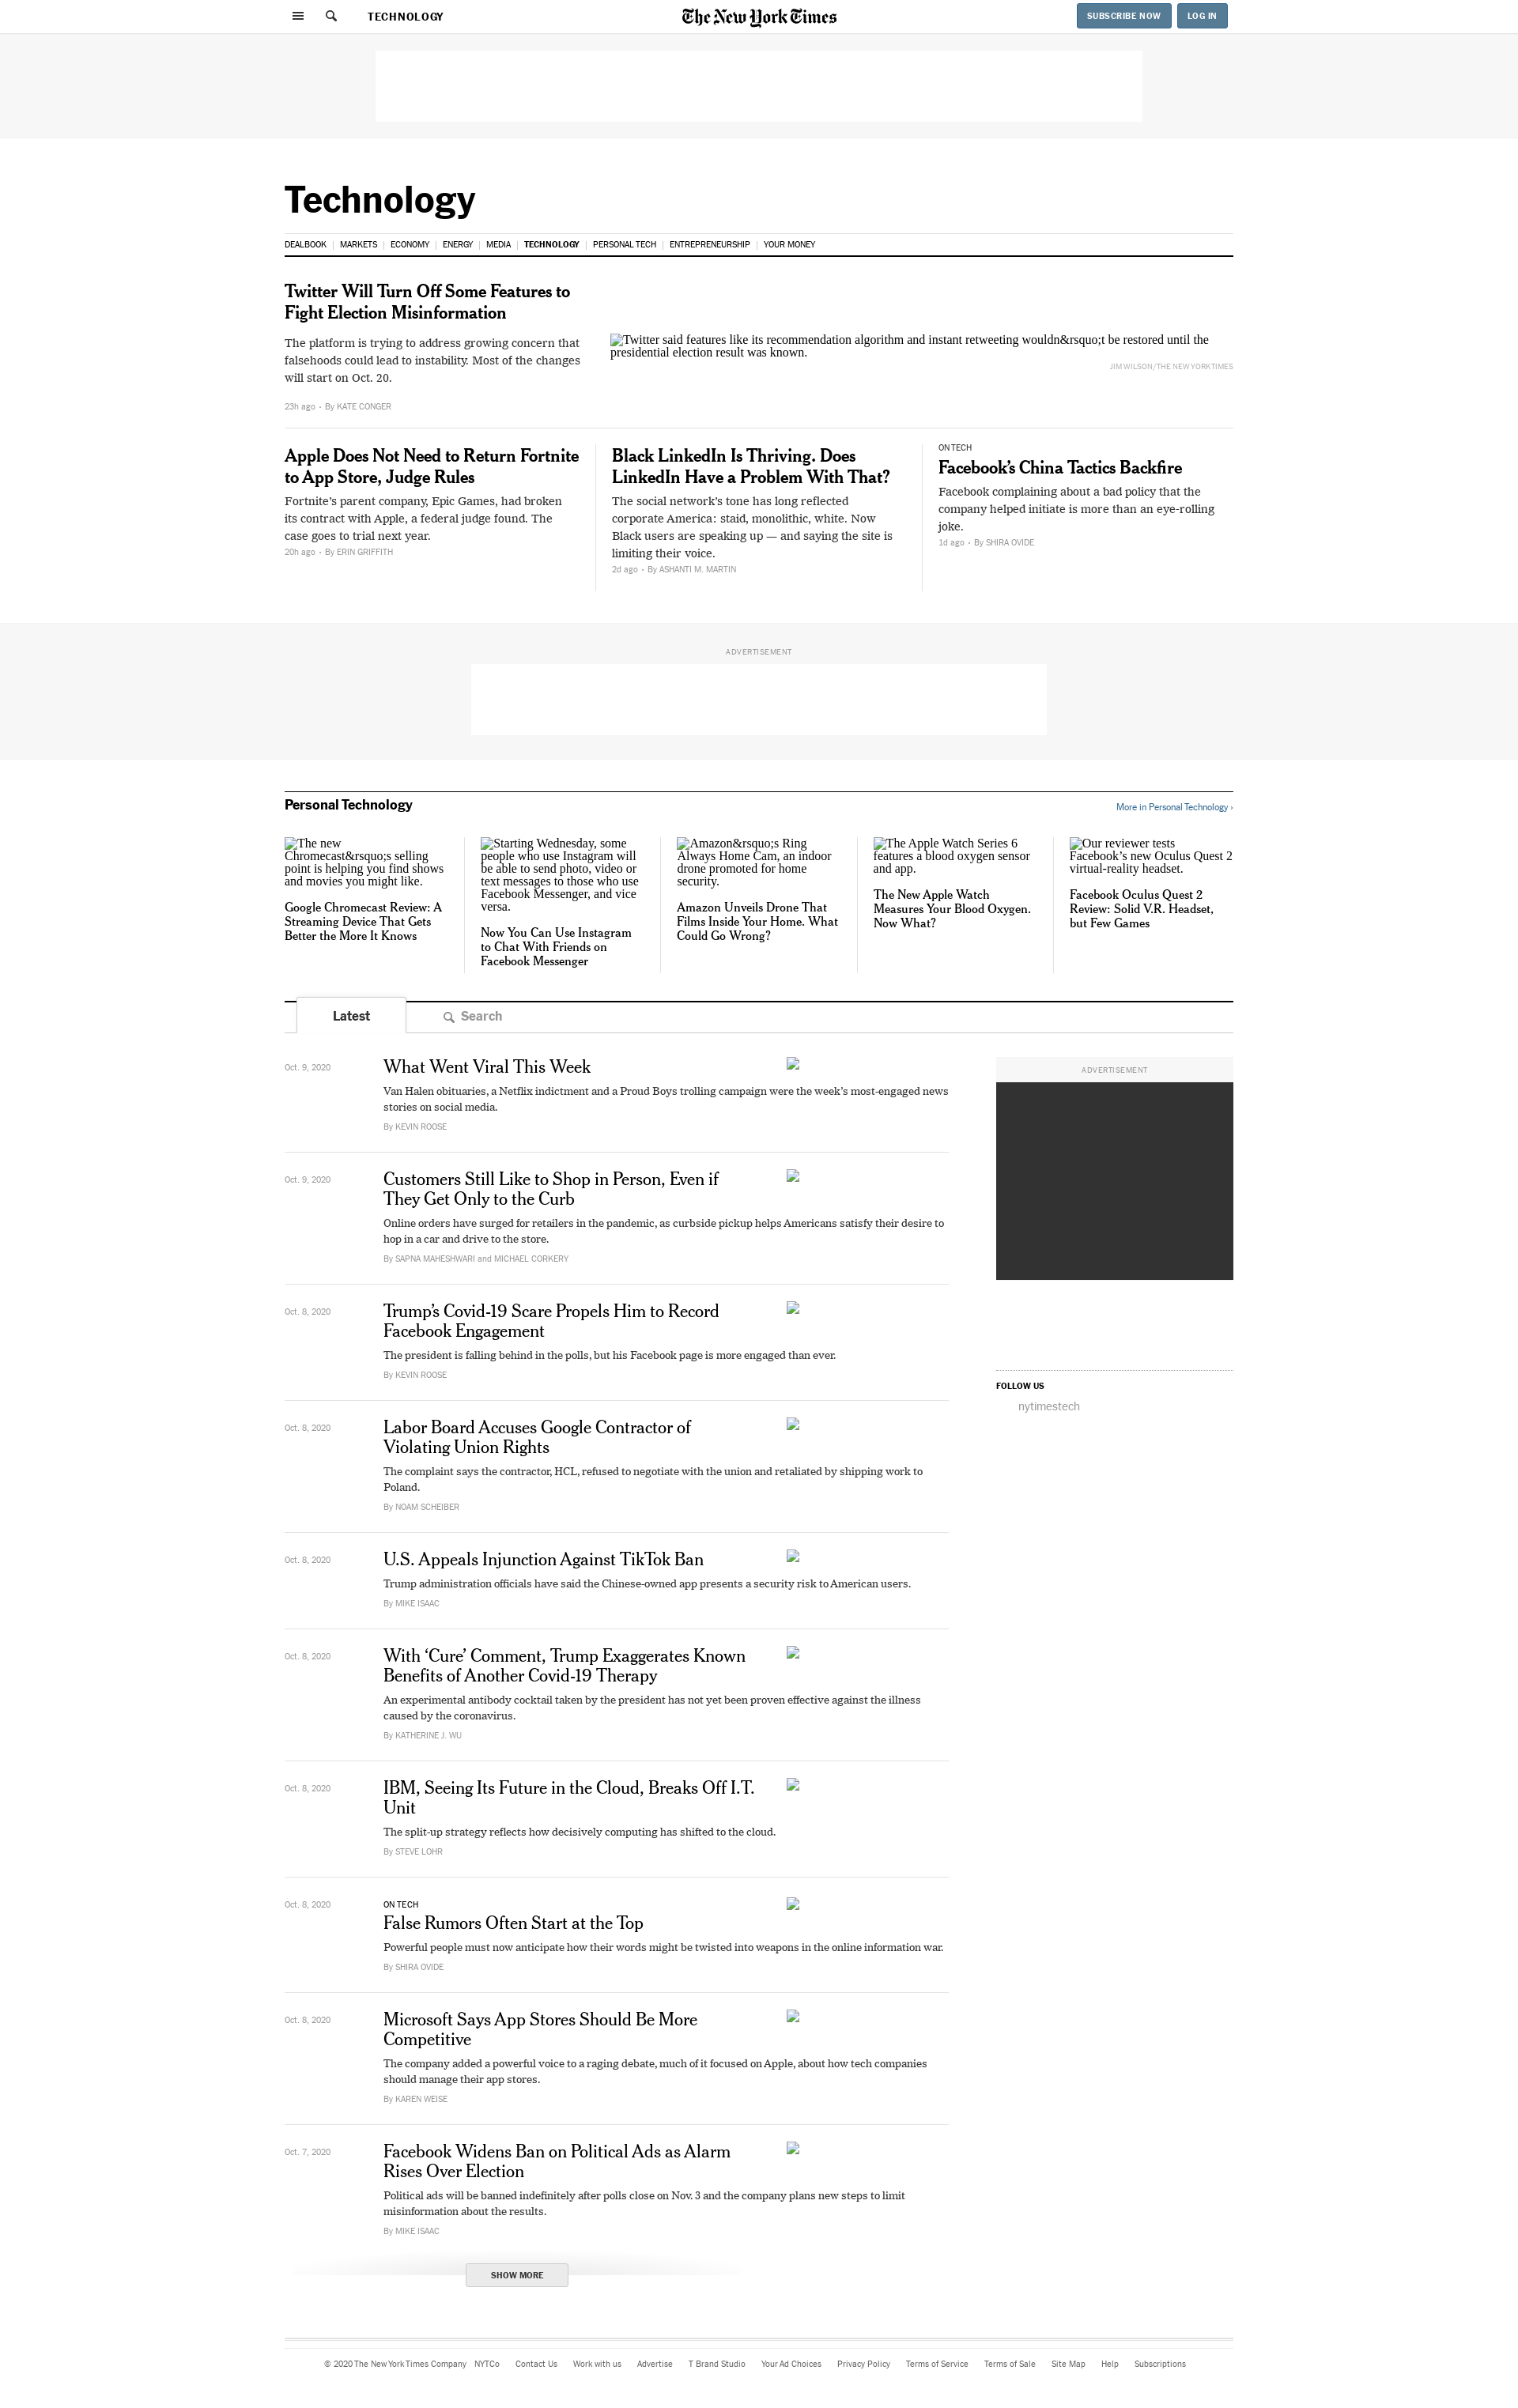 TECHNOLOGY
The New York Times
SUBSCRIBE NOW
LOG IN
Technology
DEALBOOK
MARKETS
ECONOMY
ENERGY
MEDIA
TECHNOLOGY
PERSONAL TECH
ENTREPRENEURSHIP
YOUR MONEY
Twitter Will Turn Off Some Features to
Fight Election Misinformation
The platform is trying to address growing concern that
falsehoods could lead to instability. Most of the changes
will start on Oct. 20.
23h ago • By KATE CONGER
Twitter said features like its recommendation algorithm and instant retweeting wouldn&rsquo;t be restored until the
presidential election result was known.
JIM WILSON/THE NEW YORK TIMES
Apple Does Not Need to Return Fortnite
to App Store, Judge Rules
Fortnite’s parent company, Epic Games, had broken
its contract with Apple, a federal judge found. The
case goes to trial next year.
20h ago • By ERIN GRIFFITH
Black LinkedIn Is Thriving. Does
LinkedIn Have a Problem With That?
The social network’s tone has long reflected
corporate America: staid, monolithic, white. Now
Black users are speaking up — and saying the site is
limiting their voice.
2d ago • By ASHANTI M. MARTIN
ON TECH
Facebook’s China Tactics Backfire
Facebook complaining about a bad policy that the
company helped initiate is more than an eye-rolling
joke.
1d ago • By SHIRA OVIDE
ADVERTISEMENT
Personal Technology
More in Personal Technology ›
The new
Chromecast&rsquo;s selling
point is helping you find shows
and movies you might like.
Google Chromecast Review: A
Streaming Device That Gets
Better the More It Knows
Starting Wednesday, some
people who use Instagram will
be able to send photo, video or
text messages to those who use
Facebook Messenger, and vice
versa.
Now You Can Use Instagram
to Chat With Friends on
Facebook Messenger
Amazon&rsquo;s Ring
Always Home Cam, an indoor
drone promoted for home
security.
Amazon Unveils Drone That
Films Inside Your Home. What
Could Go Wrong?
The Apple Watch Series 6
features a blood oxygen sensor
and app.
The New Apple Watch
Measures Your Blood Oxygen.
Now What?
Our reviewer tests
Facebook’s new Oculus Quest 2
virtual-reality headset.
Facebook Oculus Quest 2
Review: Solid V.R. Headset,
but Few Games
Latest
Search
Oct. 9, 2020
What Went Viral This Week
Van Halen obituaries, a Netflix indictment and a Proud Boys trolling campaign were the week’s most-engaged news
stories on social media.
By KEVIN ROOSE
ADVERTISEMENT
Oct. 9, 2020
Customers Still Like to Shop in Person, Even if
They Get Only to the Curb
Online orders have surged for retailers in the pandemic, as curbside pickup helps Americans satisfy their desire to
hop in a car and drive to the store.
By SAPNA MAHESHWARI and MICHAEL CORKERY
Oct. 8, 2020
Trump’s Covid-19 Scare Propels Him to Record
Facebook Engagement
The president is falling behind in the polls, but his Facebook page is more engaged than ever.
By KEVIN ROOSE
FOLLOW US
nytimestech
Oct. 8, 2020
Labor Board Accuses Google Contractor of
Violating Union Rights
The complaint says the contractor, HCL, refused to negotiate with the union and retaliated by shipping work to
Poland.
By NOAM SCHEIBER
Oct. 8, 2020
U.S. Appeals Injunction Against TikTok Ban
Trump administration officials have said the Chinese-owned app presents a security risk to American users.
By MIKE ISAAC
Oct. 8, 2020
With ‘Cure’ Comment, Trump Exaggerates Known
Benefits of Another Covid-19 Therapy
An experimental antibody cocktail taken by the president has not yet been proven effective against the illness
caused by the coronavirus.
By KATHERINE J. WU
Oct. 8, 2020
IBM, Seeing Its Future in the Cloud, Breaks Off I.T.
Unit
The split-up strategy reflects how decisively computing has shifted to the cloud.
By STEVE LOHR
Oct. 8, 2020
ON TECH
False Rumors Often Start at the Top
Powerful people must now anticipate how their words might be twisted into weapons in the online information war.
By SHIRA OVIDE
Oct. 8, 2020
Microsoft Says App Stores Should Be More
Competitive
The company added a powerful voice to a raging debate, much of it focused on Apple, about how tech companies
should manage their app stores.
By KAREN WEISE
Oct. 7, 2020
Facebook Widens Ban on Political Ads as Alarm
Rises Over Election
Political ads will be banned indefinitely after polls close on Nov. 3 and the company plans new steps to limit
misinformation about the results.
By MIKE ISAAC
SHOW MORE
© 2020 The New York Times Company NYTCo Contact Us Work with us Advertise T Brand Studio Your Ad Choices Privacy Policy Terms of Service Terms of Sale Site Map Help Subscriptions